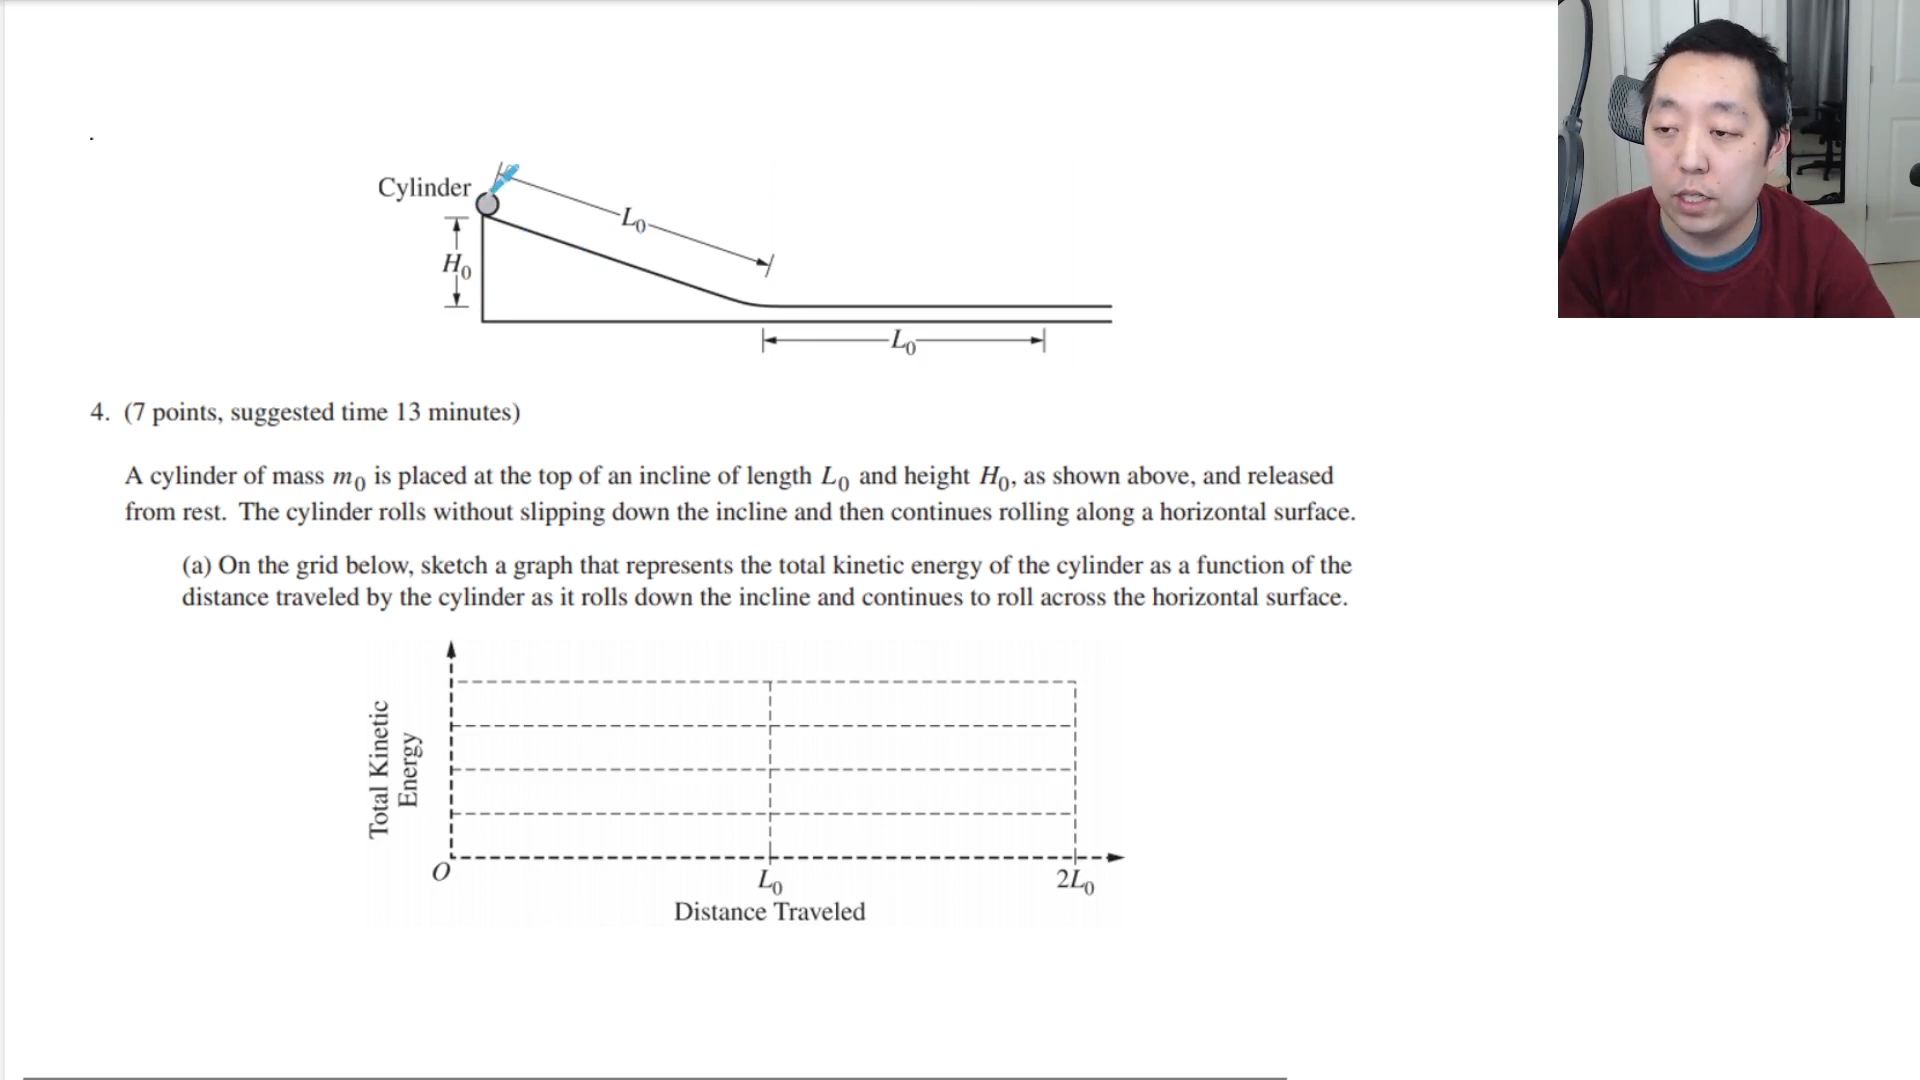 Cylinder
L₀
H₀
L₀
4. (7 points, suggested time 13 minutes)
A cylinder of mass m₀ is placed at the top of an incline of length L₀ and height H₀, as shown above, and released
from rest. The cylinder rolls without slipping down the incline and then continues rolling along a horizontal surface.
(a) On the grid below, sketch a graph that represents the total kinetic energy of the cylinder as a function of the
distance traveled by the cylinder as it rolls down the incline and continues to roll across the horizontal surface.
Total Kinetic
Energy
O
L₀
2L₀
Distance Traveled